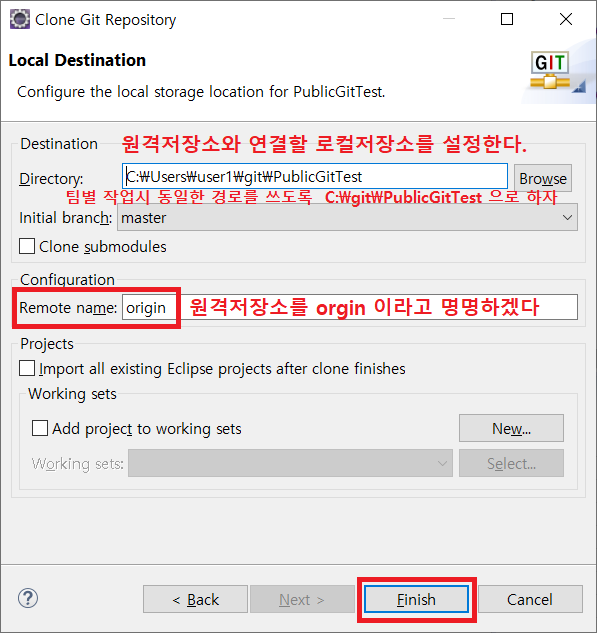 Clone Git Repository
Local Destination
Configure the local storage location for PublicGitTest.
GIT
Destination 원격저장소와 연결할 로컬저장소를 설정한다.
Directory: C:₩Users₩user1₩git₩PublicGitTest Browse
팀별 작업시 동일한 경로를 쓰도록 C:₩git₩PublicGitTest 으로 하자
Initial branch: master
Clone submodules
Configuration
Remote name: origin 원격저장소를 orgin 이라고 명명하겠다
Projects
Import all existing Eclipse projects after clone finishes
Working sets
Add project to working sets New...
Working sets: Select...
? < Back Next > Finish Cancel